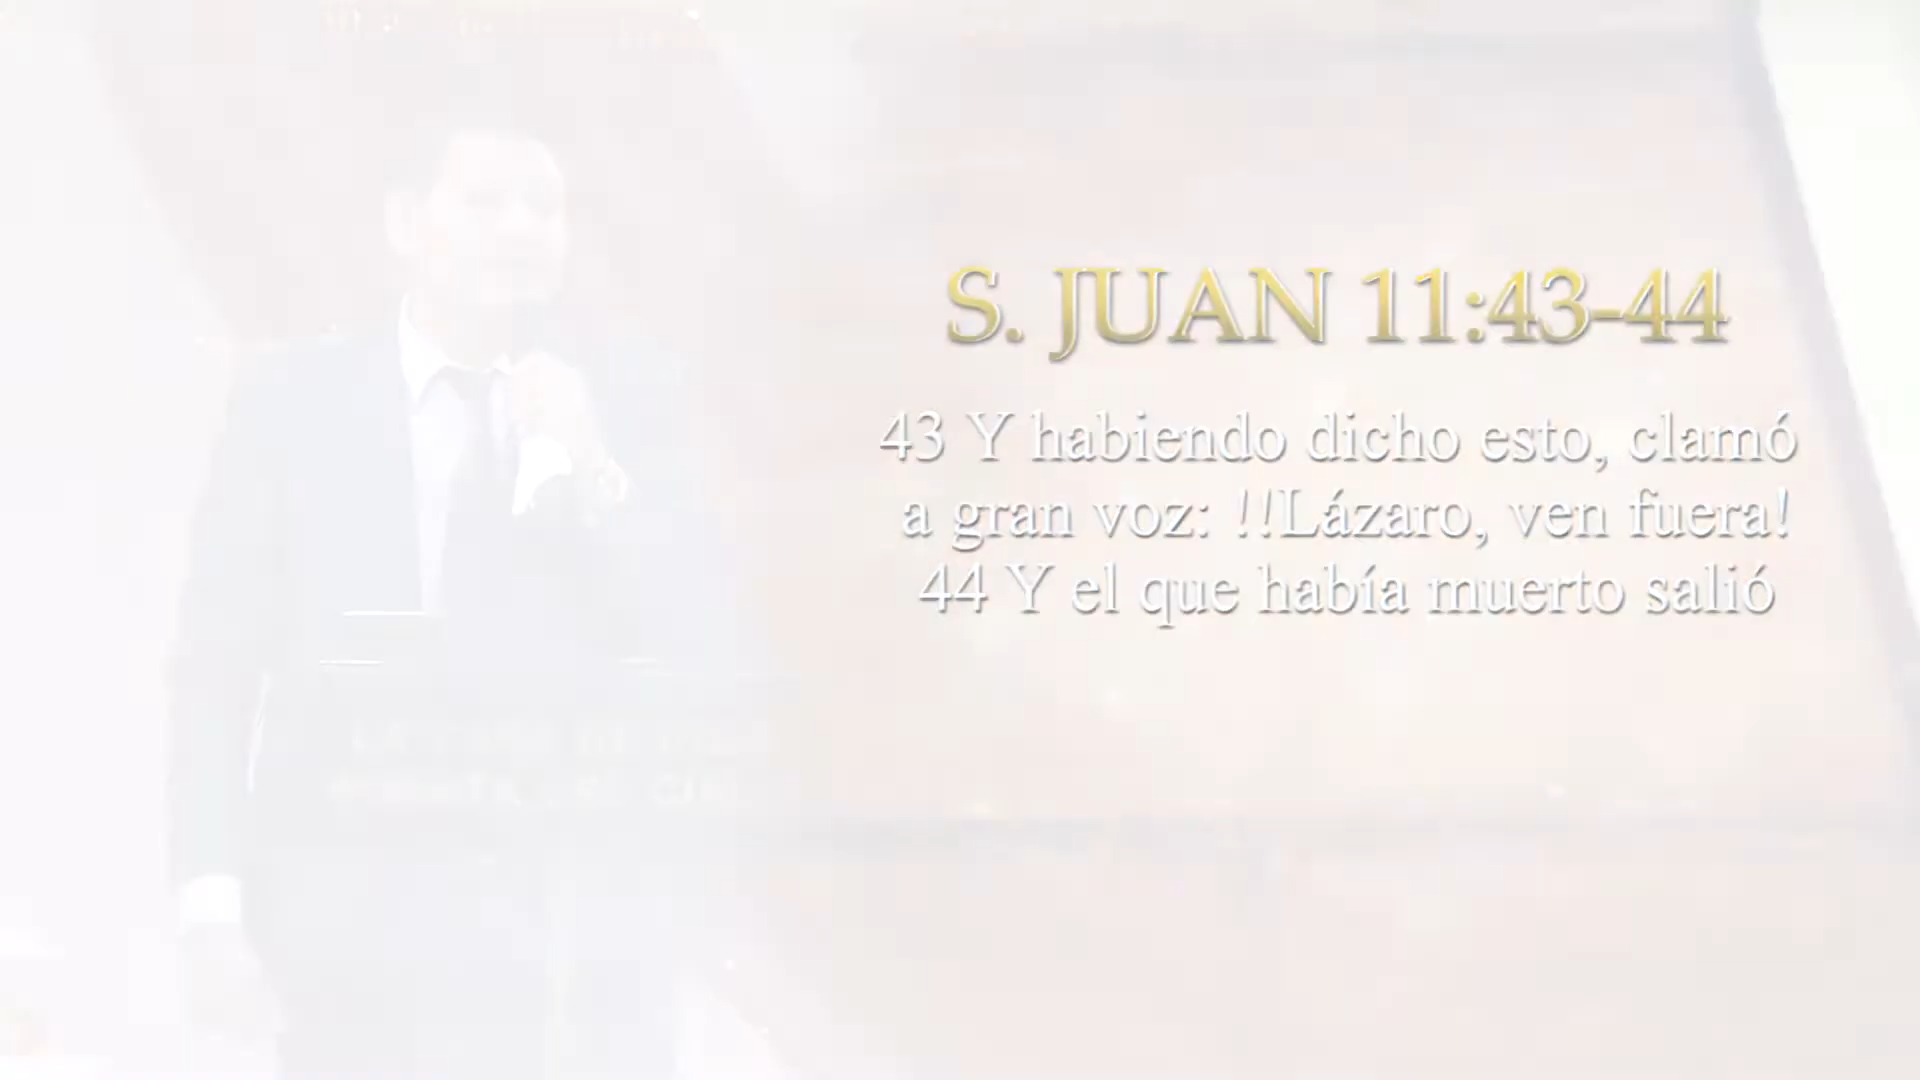 S. JUAN 11:43-44
43 Y habiendo dicho esto, clamó
a gran voz: !!Lázaro, ven fuera!
44 Y el que había muerto salió